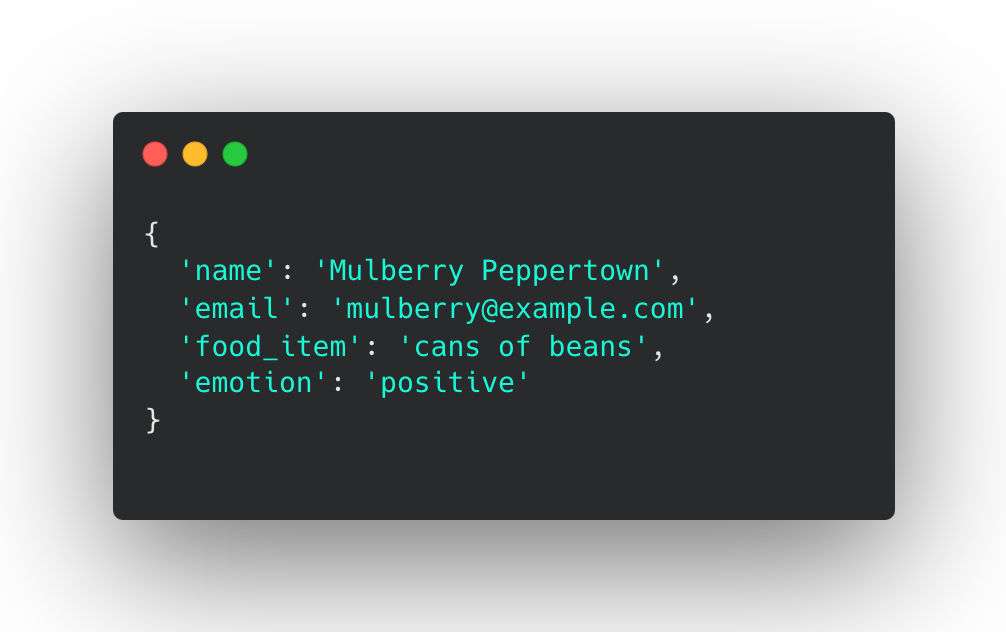 {
  'name': 'Mulberry Peppertown',
  'email': 'mulberry@example.com',
  'food_item': 'cans of beans',
  'emotion': 'positive'
}